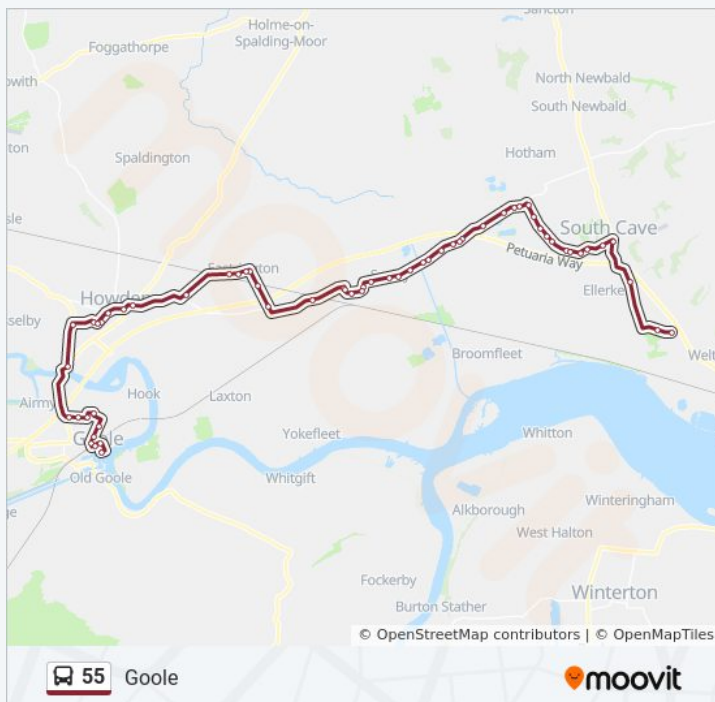 Sancton
Holme-on-
Spalding-Moor
Foggathorpe
North Newbald
South Newbald
Spaldington
Hotham
South Cave
Petuaria Way
Eastrington
Howden
Ellerker
Broomfleet
Welt
Hook
Airmy
Laxton
Goole
Yokefleet
Whitton
Old Goole
Whitgift
Winteringham
Alkborough
West Halton
Fockerby
Burton Stather
Winterton
© OpenStreetMap contributors | © OpenMapTiles
55 Goole
moovit